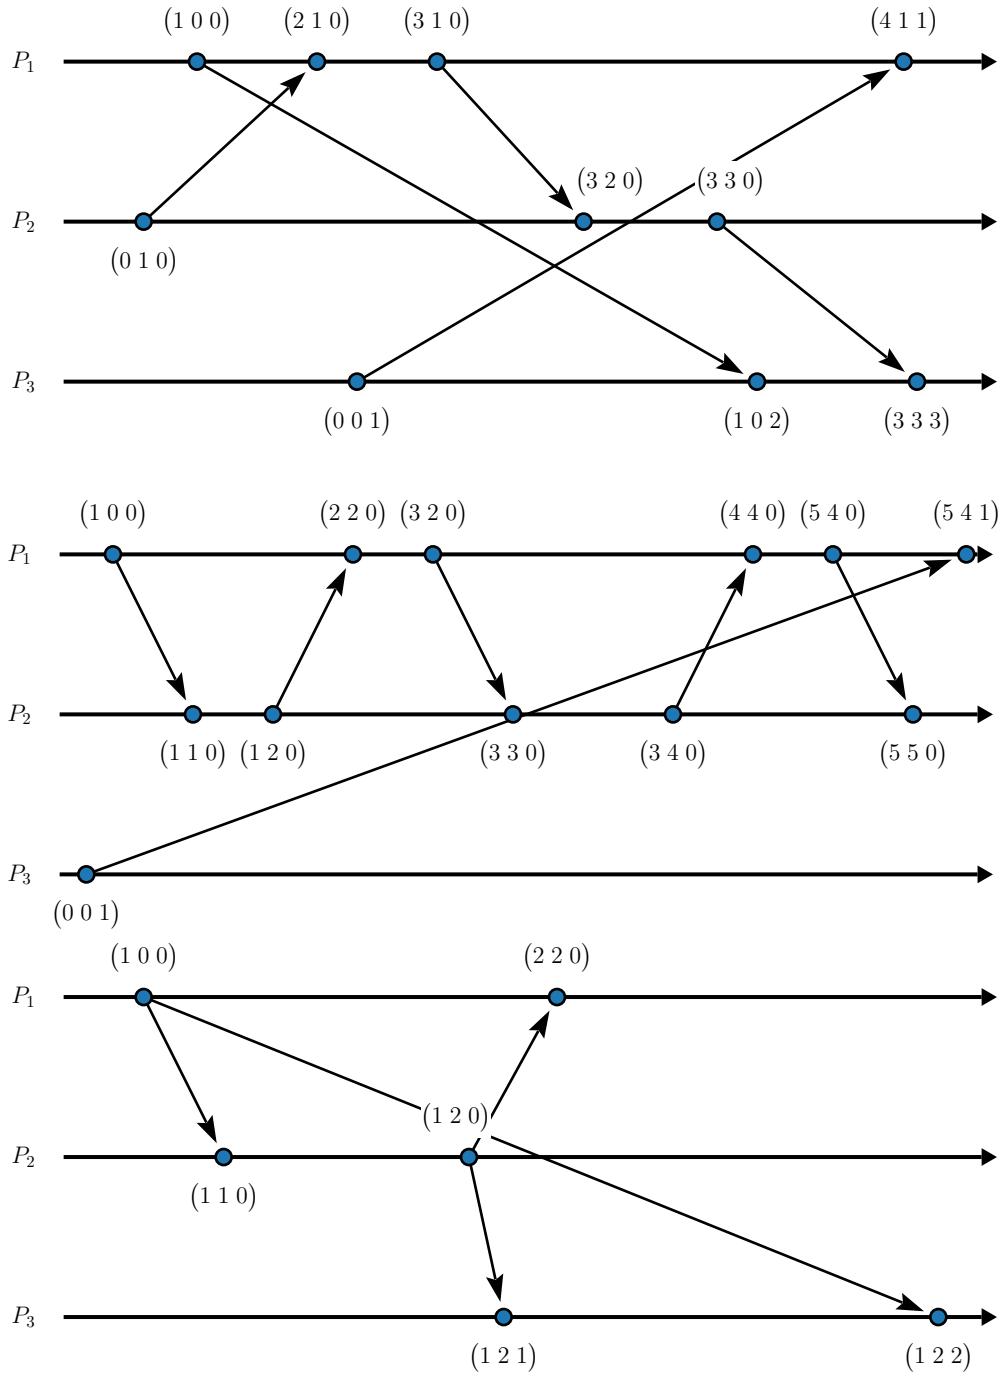 (1 0 0) (2 1 0) (3 1 0) (4 1 1)
P1
(3 2 0) (3 3 0)
P2
(0 1 0)
P3
(0 0 1) (1 0 2) (3 3 3)
(1 0 0) (2 2 0) (3 2 0) (4 4 0) (5 4 0) (5 4 1)
P1
P2
(1 1 0) (1 2 0) (3 3 0) (3 4 0) (5 5 0)
P3
(0 0 1)
(1 0 0) (2 2 0)
P1
(1 2 0)
P2
(1 1 0)
P3
(1 2 1) (1 2 2)